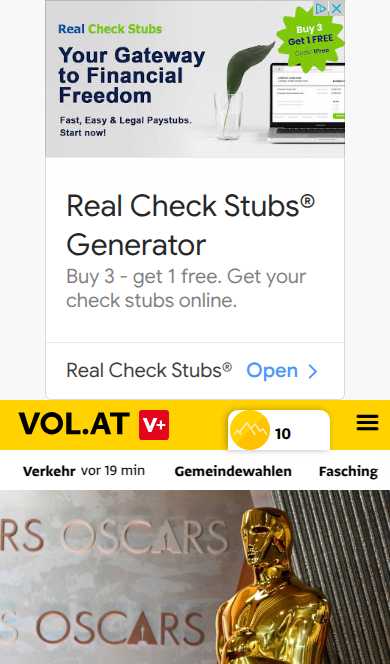 Real Check Stubs
Your Gateway
to Financial
Freedom
Fast, Easy & Legal Paystubs.
Start now!
Buy 3
Get 1 FREE
Real Check Stubs®
Generator
Buy 3 - get 1 free. Get your
check stubs online.
Real Check Stubs® Open
VOL.AT V+ 10
Verkehr vor 19 min Gemeindewahlen Fasching
RS OSCARS
S OSCARS